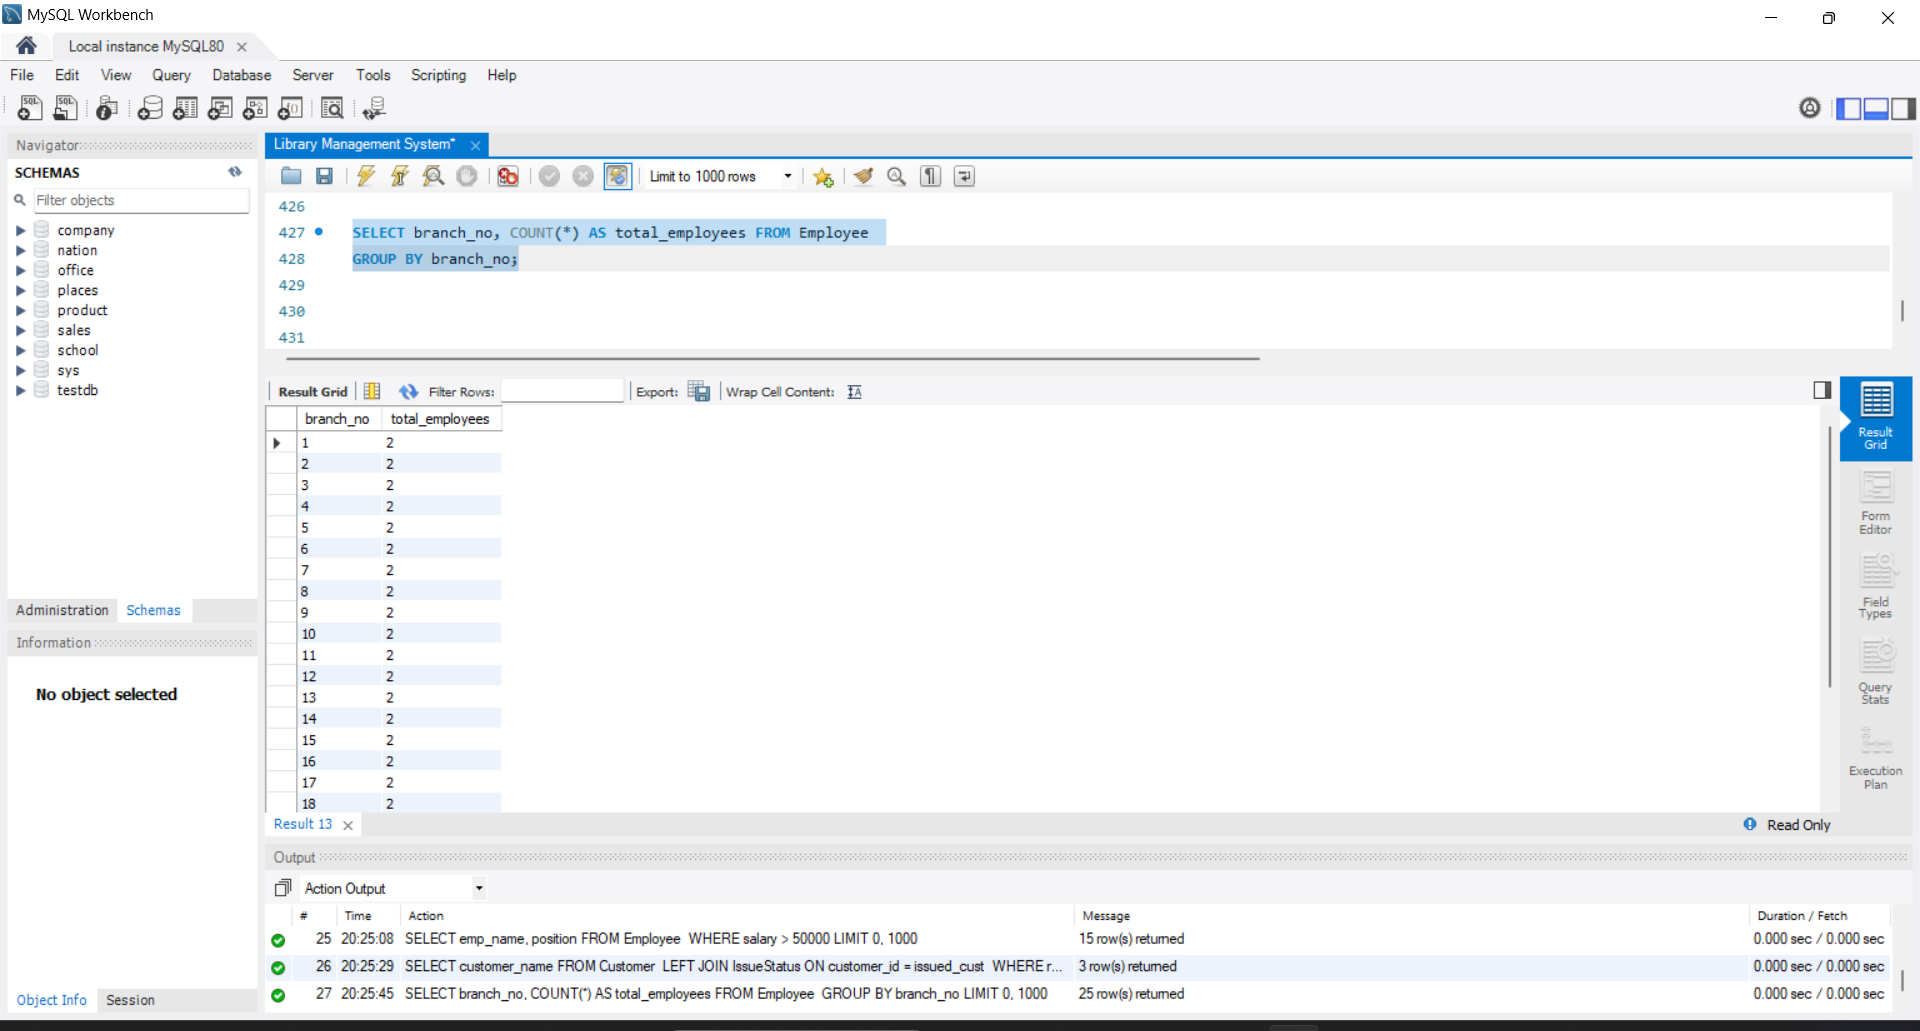 MySQL Workbench
Local instance MySQL80
File Edit View Query Database Server Tools Scripting Help
Navigator
SCHEMAS
Filter objects
company
nation
office
places
product
sales
school
sys
testdb
Administration Schemas
Information
No object selected
Object Info Session
Library Management System*
Limit to 1000 rows
426
427 SELECT branch_no, COUNT(*) AS total_employees FROM Employee
428 GROUP BY branch_no;
429
430
431
Result Grid Filter Rows: Export: Wrap Cell Content:
branch_no total_employees
1 2
2 2
3 2
4 2
5 2
6 2
7 2
8 2
9 2
10 2
11 2
12 2
13 2
14 2
15 2
16 2
17 2
18 2
Result Grid
Form Editor
Field Types
Query Stats
Execution Plan
Result 13
Read Only
Output
Action Output
# Time Action Message Duration / Fetch
25 20:25:08 SELECT emp_name, position FROM Employee WHERE salary > 50000 LIMIT 0, 1000 15 row(s) returned 0.000 sec / 0.000 sec
26 20:25:29 SELECT customer_name FROM Customer LEFT JOIN IssueStatus ON customer_id = issued_cust WHERE r... 3 row(s) returned 0.000 sec / 0.000 sec
27 20:25:45 SELECT branch_no, COUNT(*) AS total_employees FROM Employee GROUP BY branch_no LIMIT 0, 1000 25 row(s) returned 0.000 sec / 0.000 sec